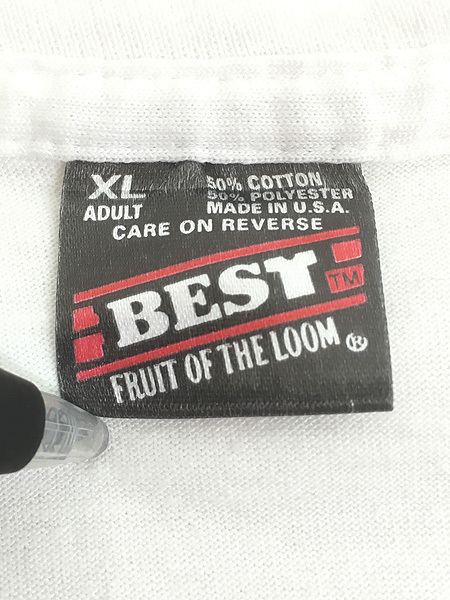 XL
50% COTTON
50% POLYESTER
ADULT
MADE IN U.S.A.
CARE ON REVERSE
BEST
TM
FRUIT OF THE LOOM ®